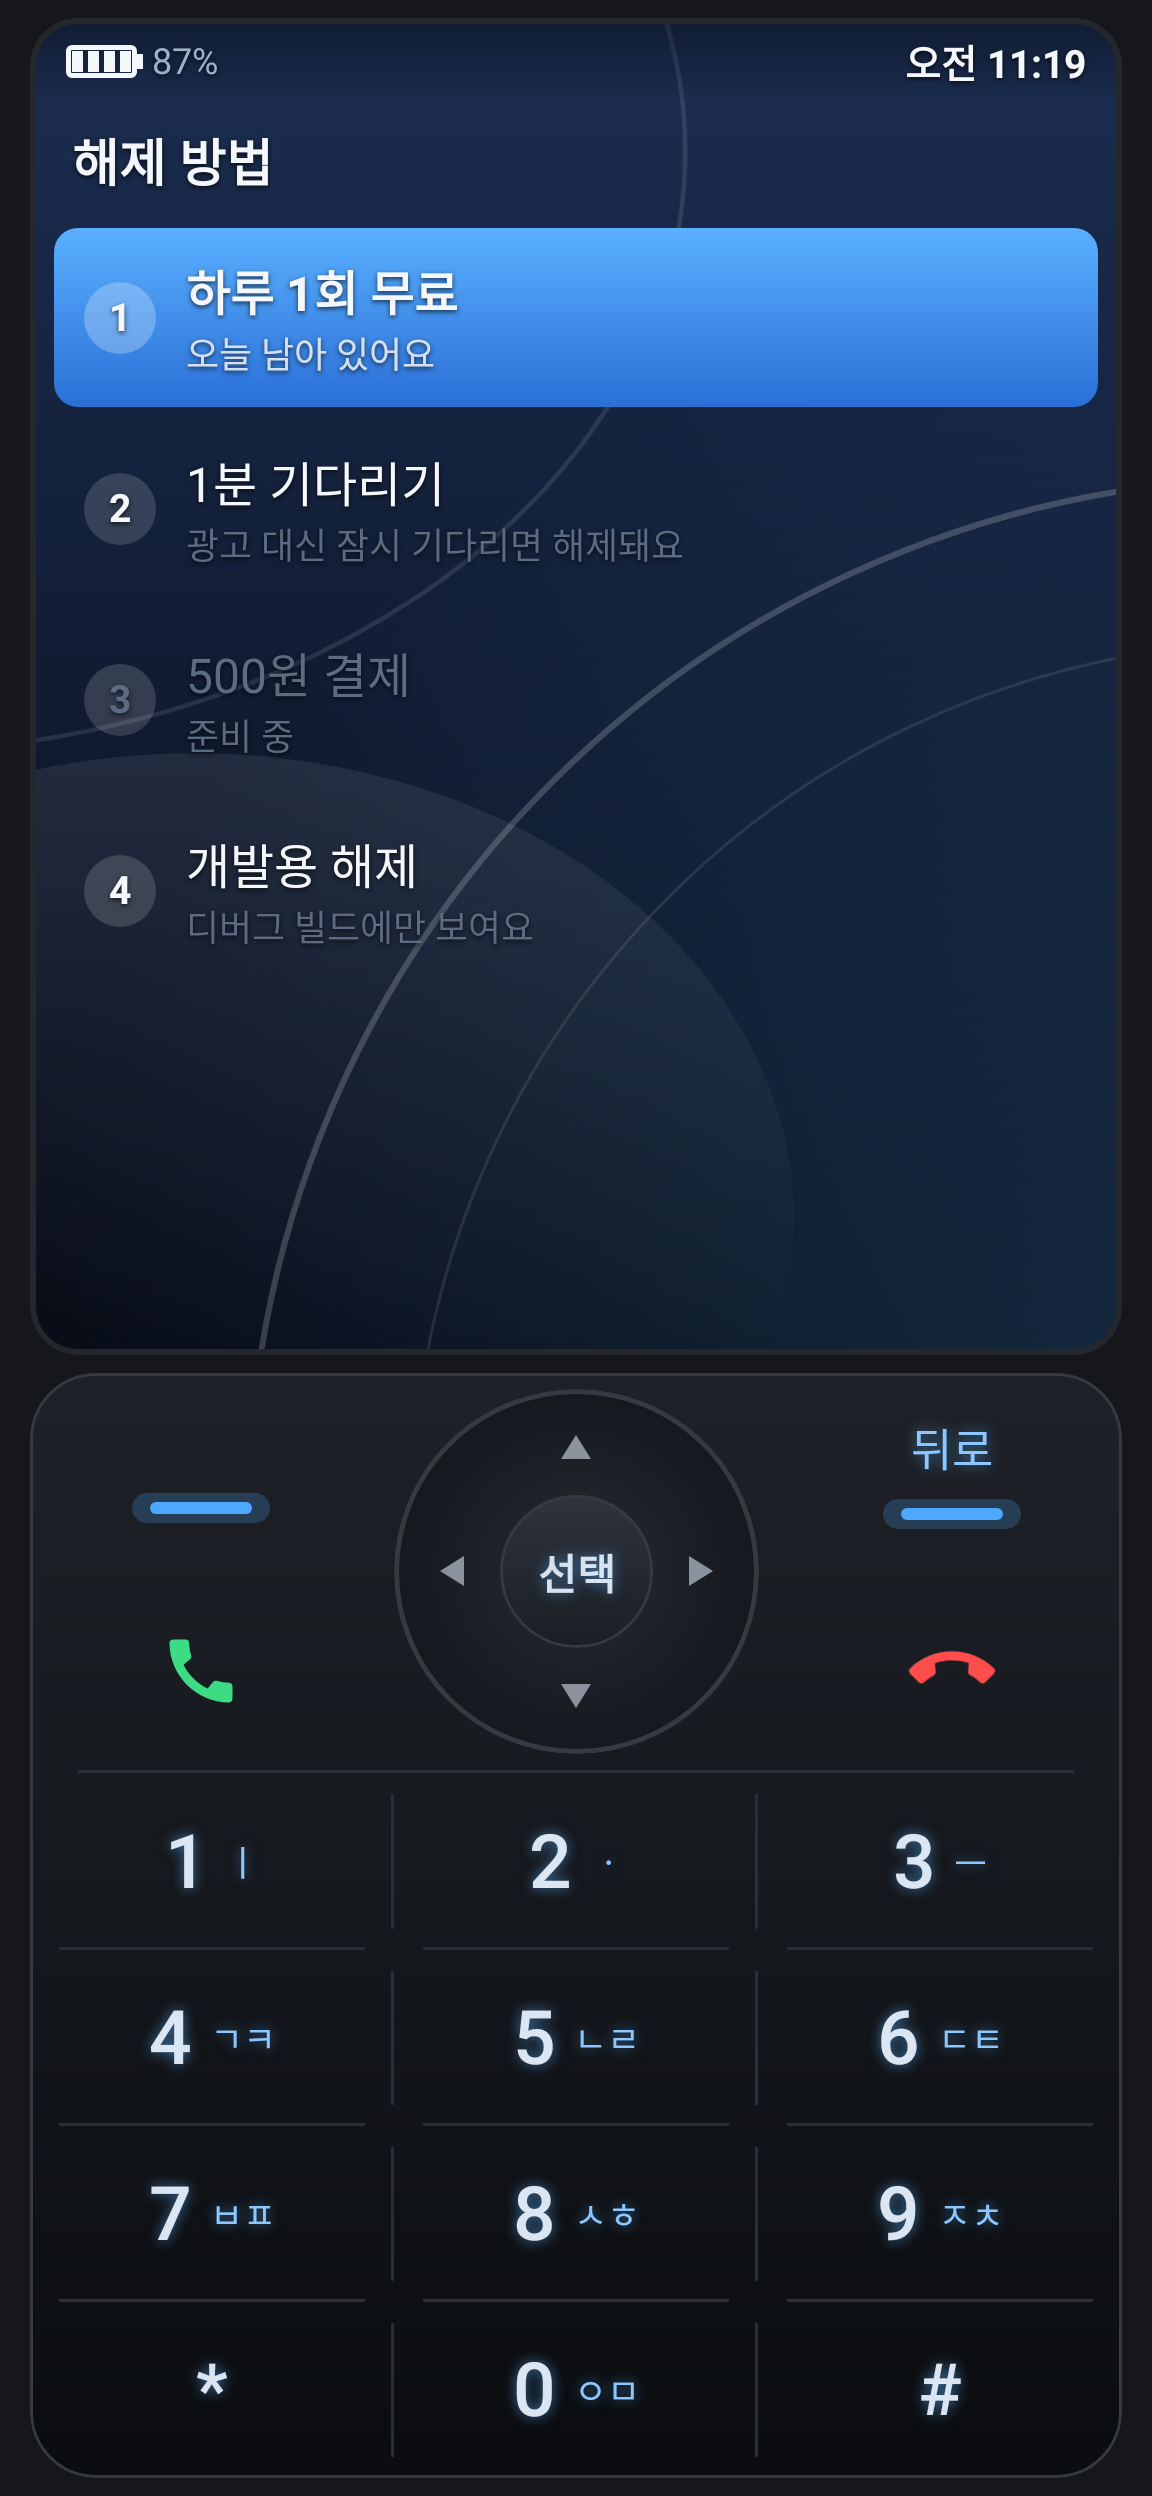 87%
오전 11:19
해제 방법
1
하루 1회 무료
오늘 남아 있어요
2
1분 기다리기
광고 대신 잠시 기다리면 해제돼요
3
500원 결제
준비 중
4
개발용 해제
디버그 빌드에만 보여요
뒤로
선택
1 ㅣ
2 ·
3 ㅡ
4 ㄱㅋ
5 ㄴㄹ
6 ㄷㅌ
7 ㅂㅍ
8 ㅅㅎ
9 ㅈㅊ
*
0 ㅇㅁ
#